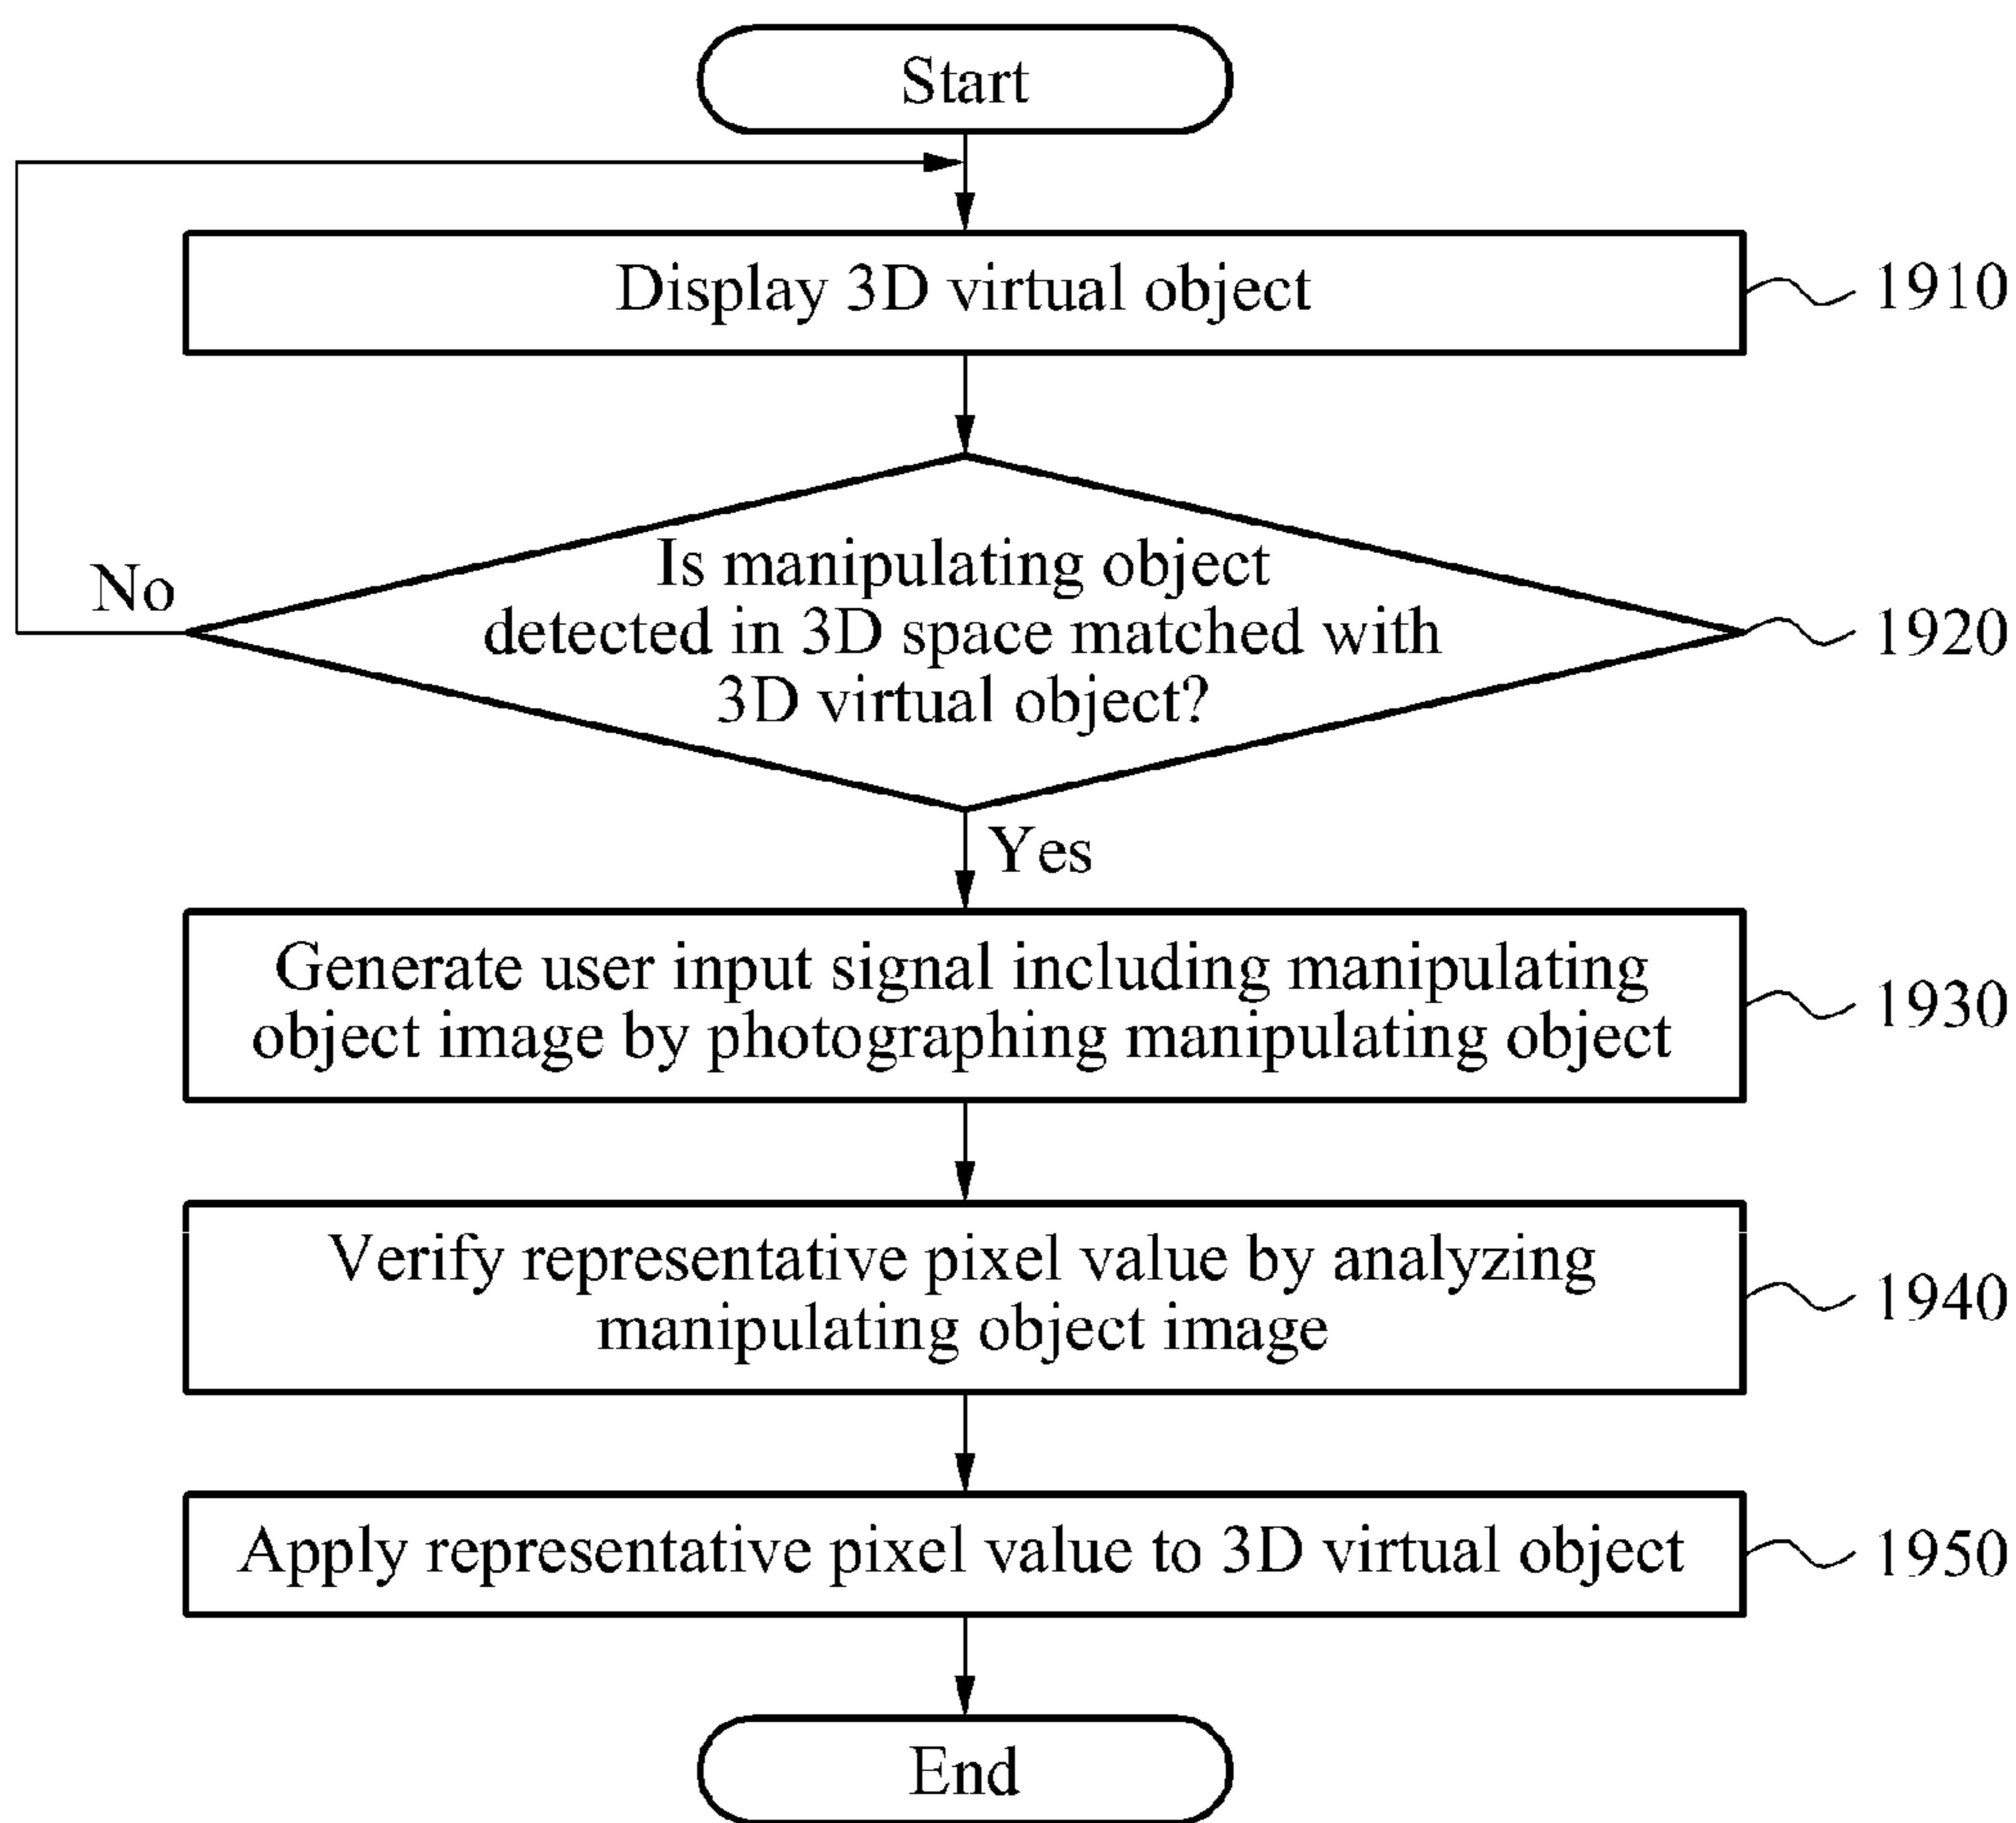 Start
Display 3D virtual object
1910
Is manipulating object
detected in 3D space matched with
3D virtual object?
1920
No
Yes
Generate user input signal including manipulating
object image by photographing manipulating object
1930
Verify representative pixel value by analyzing
manipulating object image
1940
Apply representative pixel value to 3D virtual object
1950
End